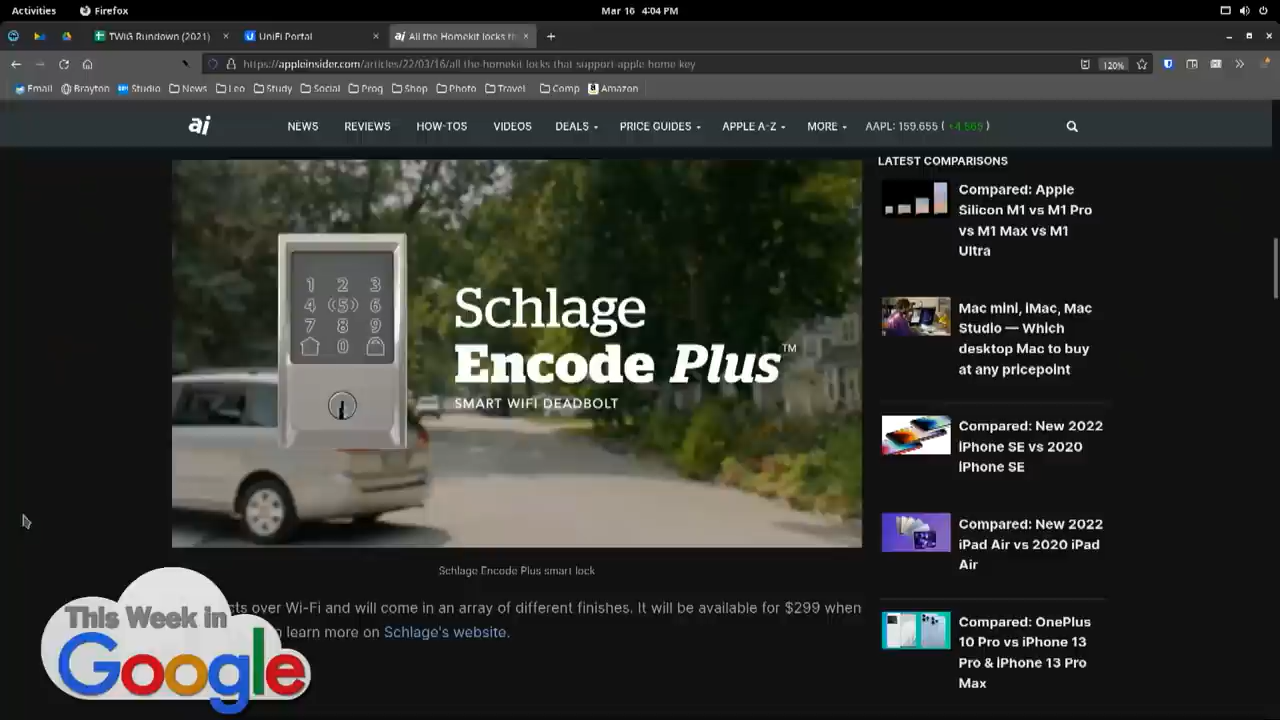 Activities
Firefox
Mar 16 4:04 PM
TWiG Rundown (2021) ×
UniFi Portal ×
ai All the Homekit locks th ×
https://appleinsider.com/articles/22/03/16/all-the-homekit-locks-that-support-apple-home-key
120%
Email
Brayton
Studio
News
Leo
Study
Social
Prog
Shop
Photo
Travel
Comp
Amazon
ai
NEWS
REVIEWS
HOW-TOS
VIDEOS
DEALS
PRICE GUIDES
APPLE A-Z
MORE
AAPL: 159.655 ( +4.565 )
LATEST COMPARISONS
Compared: Apple
Silicon M1 vs M1 Pro
vs M1 Max vs M1
Ultra
Mac mini, iMac, Mac
Studio — Which
desktop Mac to buy
at any pricepoint
Compared: New 2022
iPhone SE vs 2020
iPhone SE
Compared: New 2022
iPad Air vs 2020 iPad
Air
Compared: OnePlus
10 Pro vs iPhone 13
Pro & iPhone 13 Pro
Max
1 2 3
4 (5) 6
7 8 9
0
Schlage
Encode Plus™
SMART WIFI DEADBOLT
Schlage Encode Plus smart lock
over Wi-Fi and will come in an array of different finishes. It will be available for $299 when
learn more on Schlage's website.
This Week in
Google